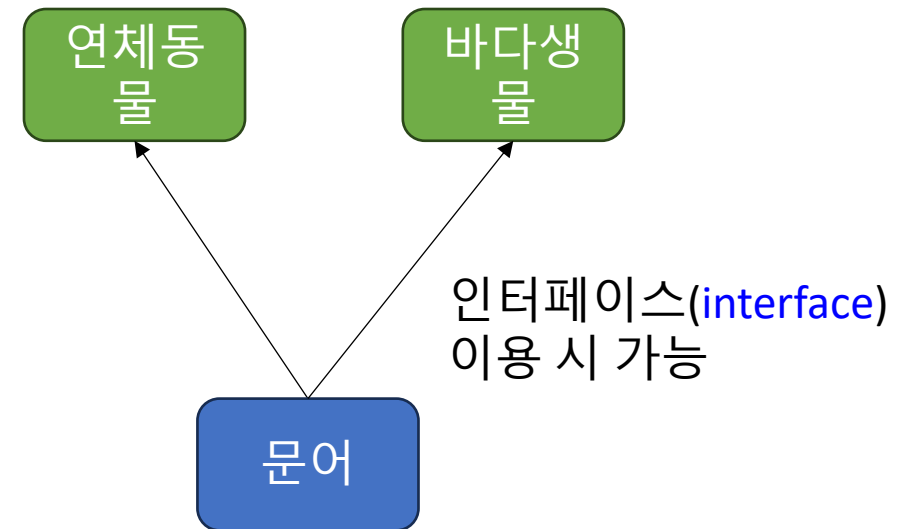 연체동
물
바다생
물
인터페이스(interface)
이용 시 가능
문어